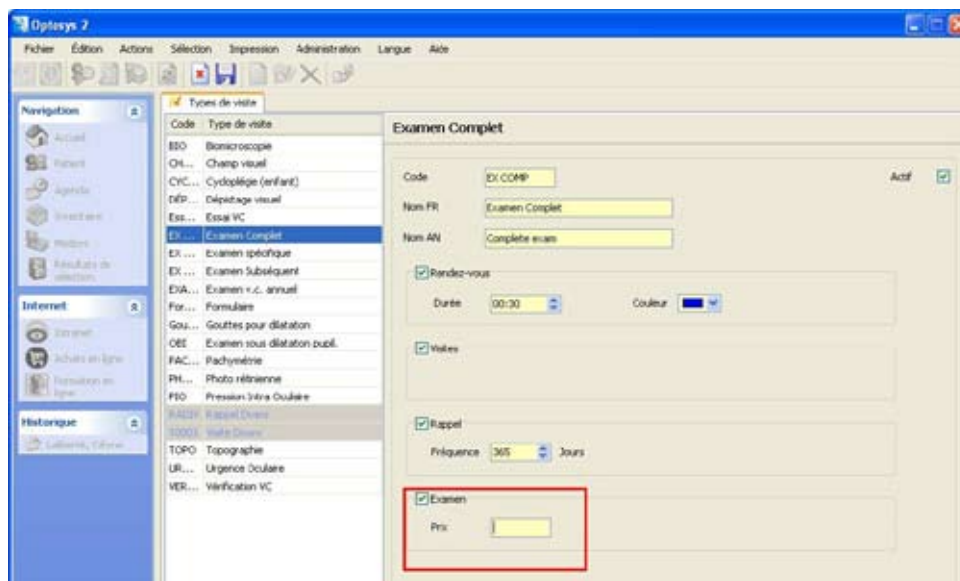 Optosys 2
Fichier Édition Actions Sélection Impression Administration Langue Aide
Navigation
Accueil
Patient
Agenda
Inventaire
Métiers
Résultats de sélection
Internet
Intranet
Achats en ligne
Formation en ligne
Historique
Types de visite
Code Type de visite
BIO Biomicroscopie
CH... Champ visuel
CYC... Cycloplégie (enfant)
DÉP... Dépistage visuel
Ess... Essai VC
EX ... Examen Complet
EX ... Examen spécifique
EX ... Examen Subséquent
EXA... Examen v.c. annuel
For... Formulaire
Gou... Gouttes pour dilatation
OEI Examen sous dilatation pupil.
PAC... Pachymétrie
PH... Photo rétinienne
PIO Pression Intra Oculaire
Rappel Divers
Visite Divers
TOPO Topographie
UR... Urgence Oculaire
VER... Vérification VC
Examen Complet
Code EX COMP Actif
Nom FR Examen Complet
Nom AN Complete exam
Rendez-vous
Durée 00:30 Couleur
Visites
Rappel
Fréquence 365 Jours
Examen
Prix